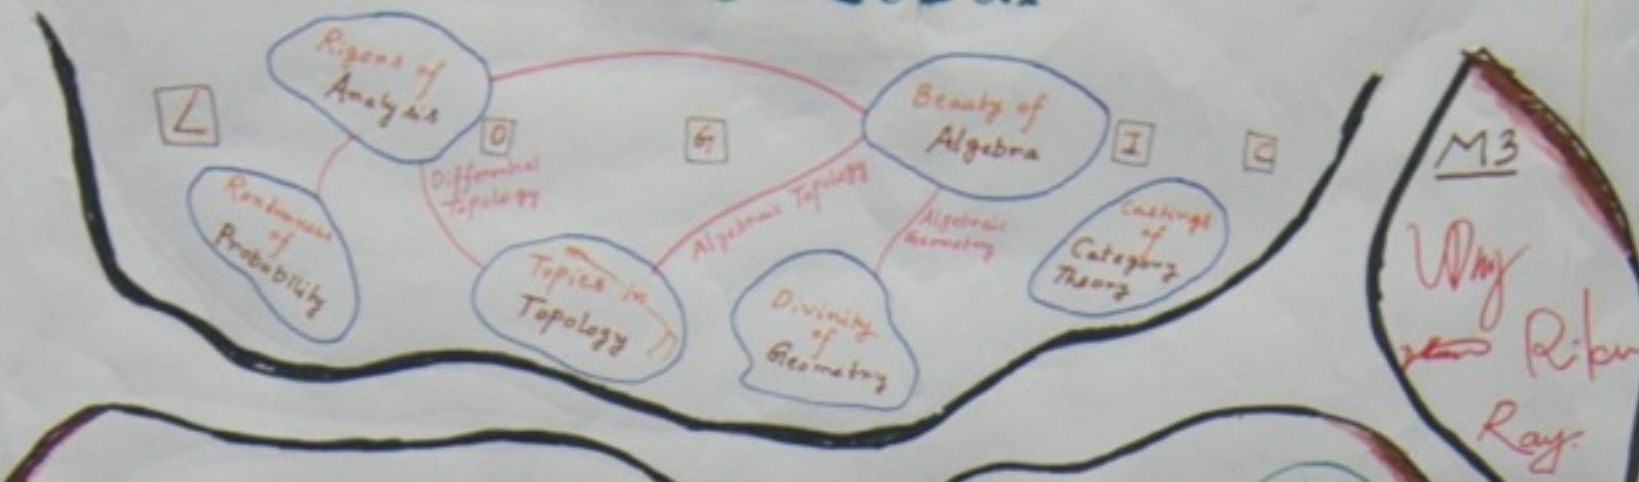 Rigors of
Analysis
Beauty of
Algebra
L
O
G
I
C
Differential
Topology
Algebraic Topology
Algebraic
Geometry
Randomness
of
Probability
Topics in
Topology
Divinity
of
Geometry
of
Category
Theory
M3
Ray.